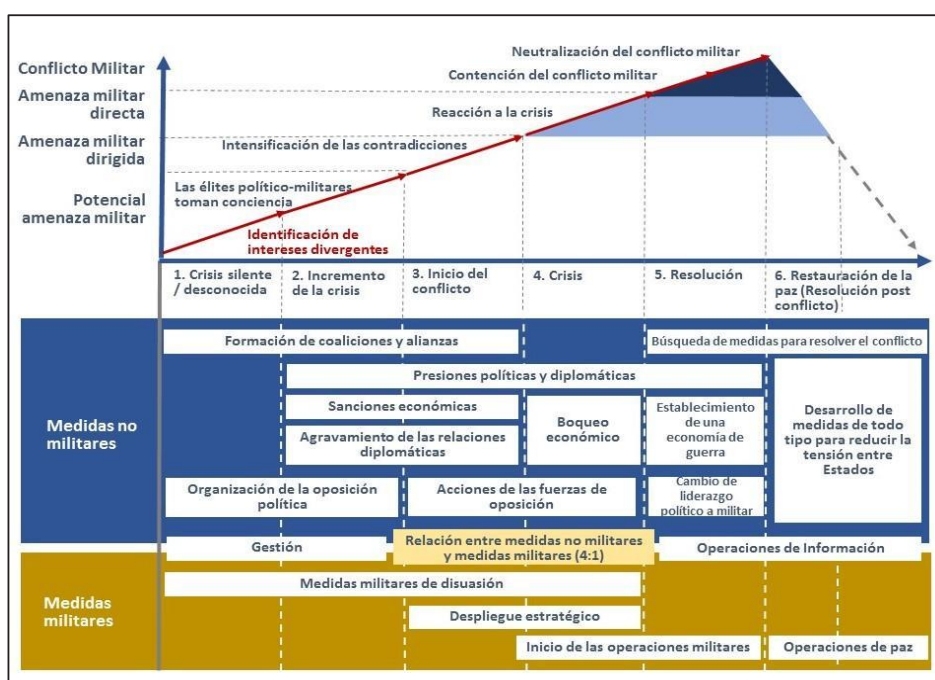 Neutralización del conflicto militar
Conflicto Militar
Contención del conflicto militar
Amenaza militar
directa
Reacción a la crisis
Amenaza militar
dirigida
Intensificación de las contradicciones
Las élites político-militares
toman conciencia
Potencial
amenaza militar
Identificación de
intereses divergentes
1. Crisis silente
/ desconocida
2. Incremento
de la crisis
3. Inicio del
conflicto
4. Crisis
5. Resolución
6. Restauración de la
paz (Resolución post
conflicto)
Medidas no
militares
Formación de coaliciones y alianzas
Búsqueda de medidas para resolver el conflicto
Presiones políticas y diplomáticas
Sanciones económicas
Agravamiento de las relaciones
diplomáticas
Boqueo
económico
Establecimiento
de una
economía de
guerra
Desarrollo de
medidas de todo
tipo para reducir la
tensión entre
Estados
Organización de la oposición
política
Acciones de las fuerzas de
oposición
Cambio de
liderazgo
político a militar
Gestión
Relación entre medidas no militares
y medidas militares (4:1)
Operaciones de Información
Medidas
militares
Medidas militares de disuasión
Despliegue estratégico
Inicio de las operaciones militares
Operaciones de paz